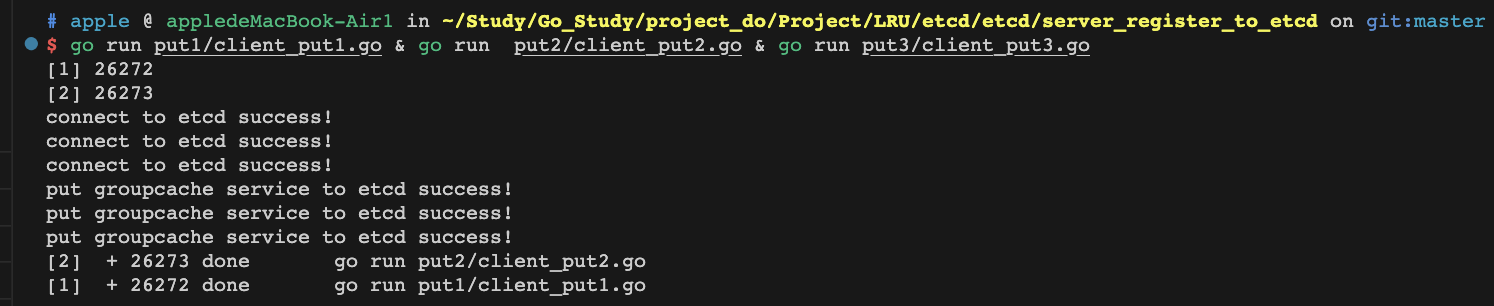 # apple @ appledeMacBook-Air1 in ~/Study/Go_Study/project_do/Project/LRU/etcd/etcd/server_register_to_etcd on git:master
$ go run put1/client_put1.go & go run  put2/client_put2.go & go run put3/client_put3.go
[1] 26272
[2] 26273
connect to etcd success!
connect to etcd success!
connect to etcd success!
put groupcache service to etcd success!
put groupcache service to etcd success!
put groupcache service to etcd success!
[2]  + 26273 done       go run put2/client_put2.go
[1]  + 26272 done       go run put1/client_put1.go